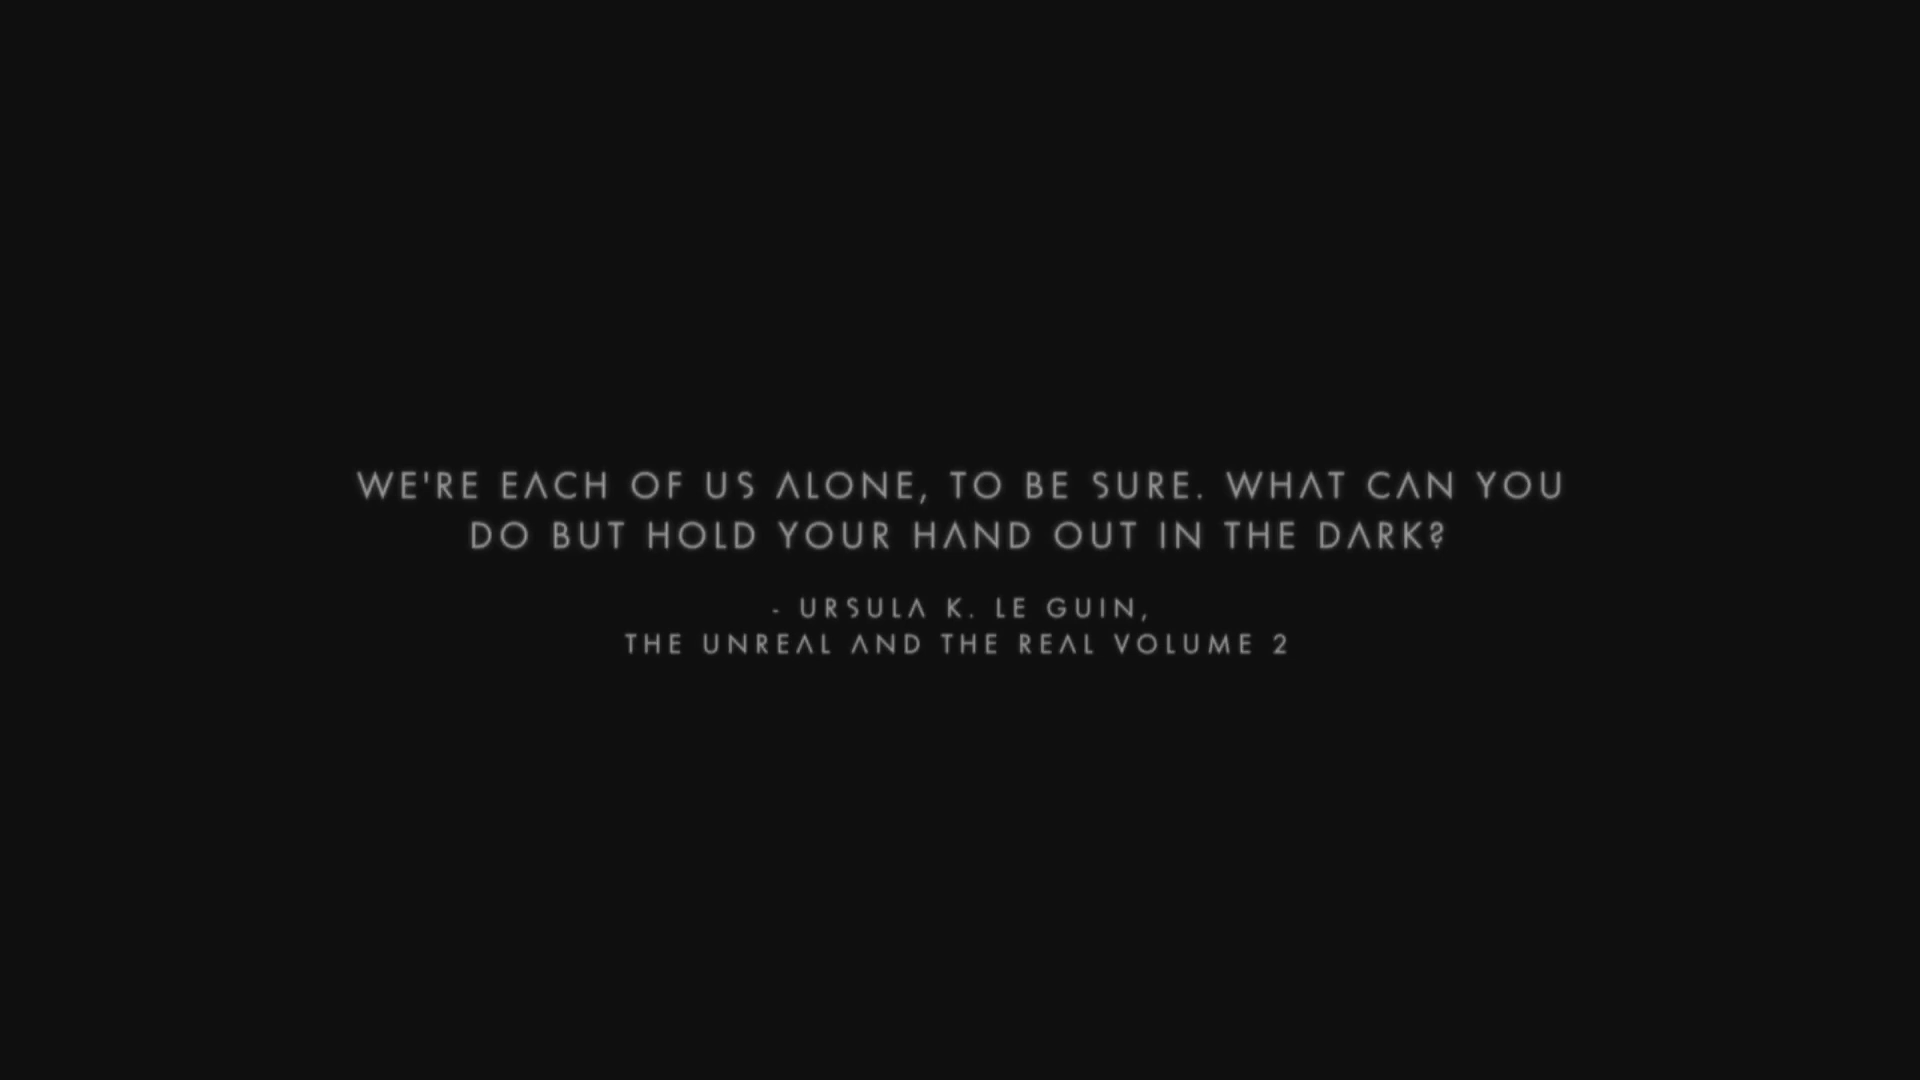 WE'RE EACH OF US ALONE, TO BE SURE. WHAT CAN YOU
DO BUT HOLD YOUR HAND OUT IN THE DARK?
- URSULA K. LE GUIN,
THE UNREAL AND THE REAL VOLUME 2